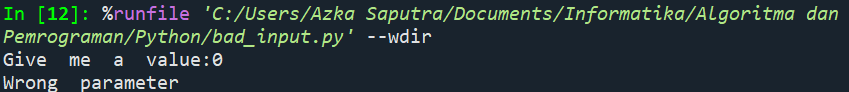 In [12]: %runfile 'C:/Users/Azka Saputra/Documents/Informatika/Algoritma dan
Pemrograman/Python/bad_input.py' --wdir
Give  me  a  value:0
Wrong  parameter